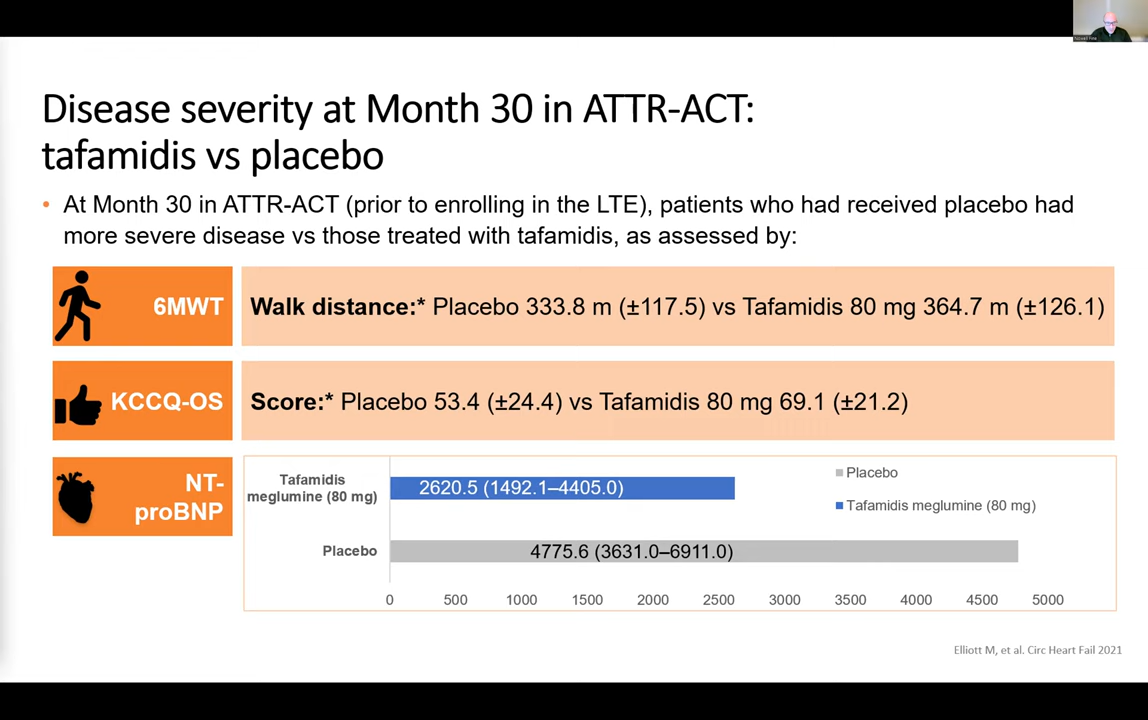 Disease severity at Month 30 in ATTR-ACT:
tafamidis vs placebo
• At Month 30 in ATTR-ACT (prior to enrolling in the LTE), patients who had received placebo had
more severe disease vs those treated with tafamidis, as assessed by:
6MWT
Walk distance:* Placebo 333.8 m (±117.5) vs Tafamidis 80 mg 364.7 m (±126.1)
KCCQ-OS
Score:* Placebo 53.4 (±24.4) vs Tafamidis 80 mg 69.1 (±21.2)
NT-
proBNP
Tafamidis
meglumine (80 mg)
2620.5 (1492.1–4405.0)
Placebo
4775.6 (3631.0–6911.0)
Placebo
Tafamidis meglumine (80 mg)
0 500 1000 1500 2000 2500 3000 3500 4000 4500 5000
Elliott M, et al. Circ Heart Fail 2021